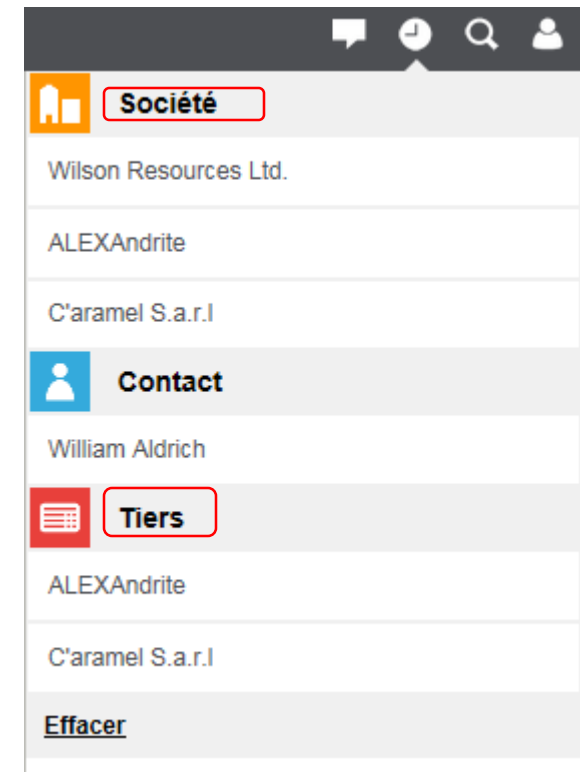 Société
Wilson Resources Ltd.
ALEXAndrite
C'aramel S.a.r.l
Contact
William Aldrich
Tiers
ALEXAndrite
C'aramel S.a.r.l
Effacer